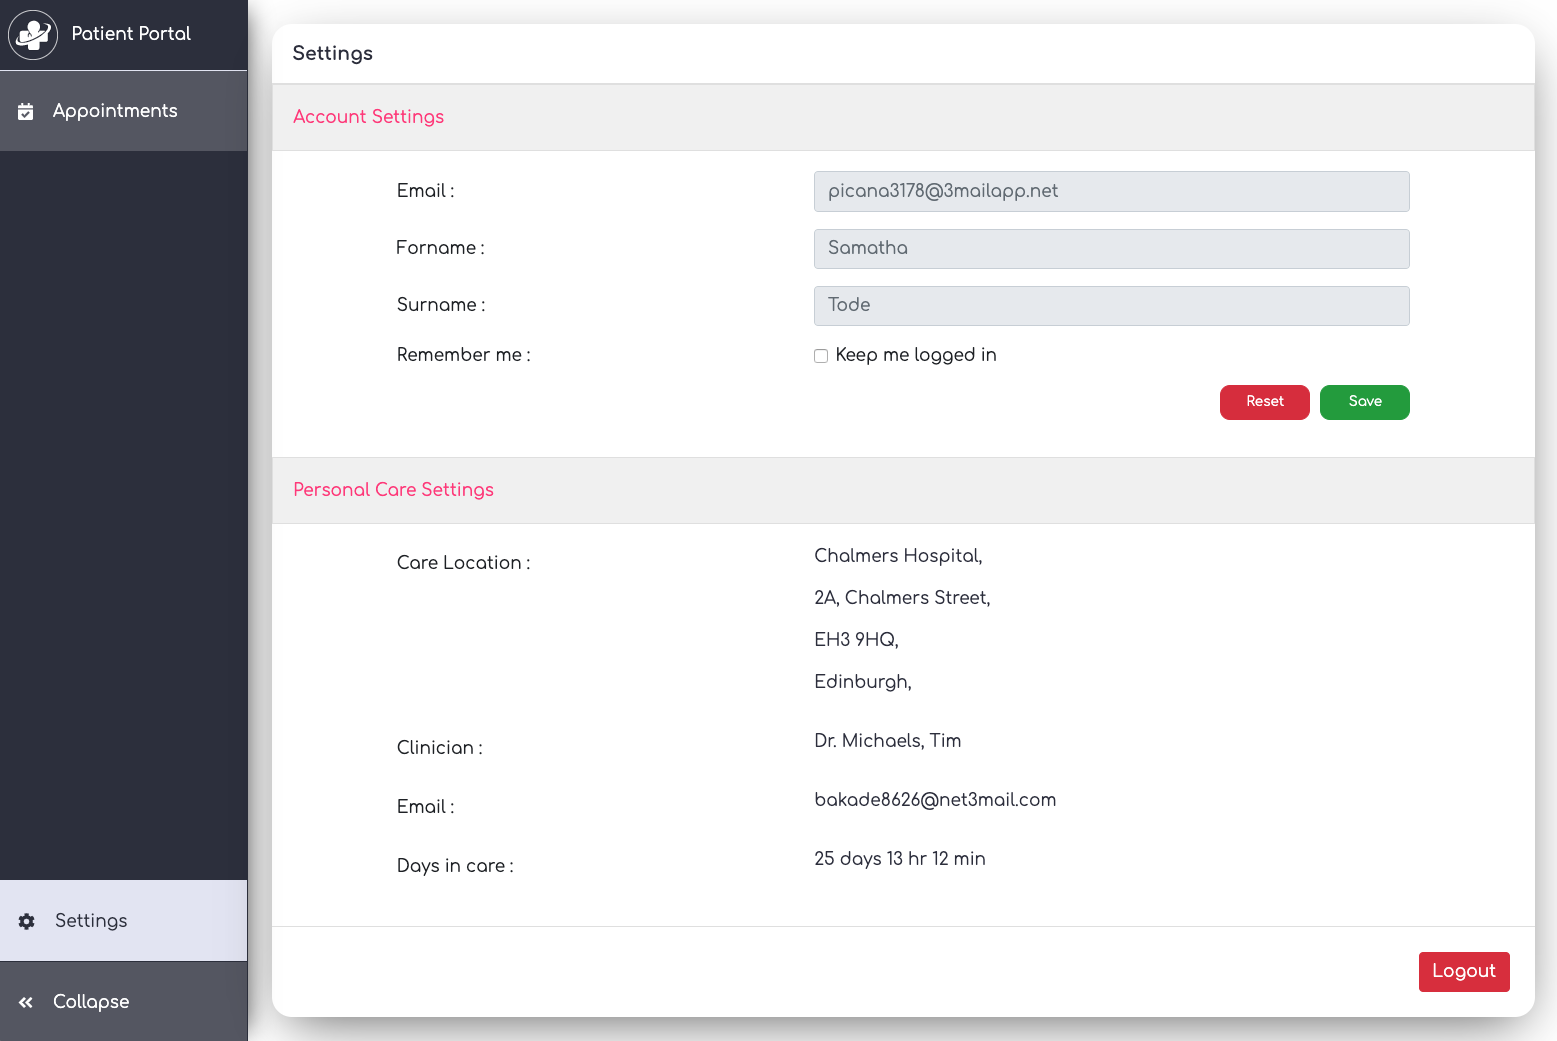 Patient Portal
Appointments
Settings
Account Settings
Email : picana3178@3mailapp.net
Forname : Samatha
Surname : Tode
Remember me : Keep me logged in
Reset Save
Personal Care Settings
Care Location : Chalmers Hospital,
2A, Chalmers Street,
EH3 9HQ,
Edinburgh,
Clinician : Dr. Michaels, Tim
Email : bakade8626@net3mail.com
Days in care : 25 days 13 hr 12 min
Settings
Collapse
Logout